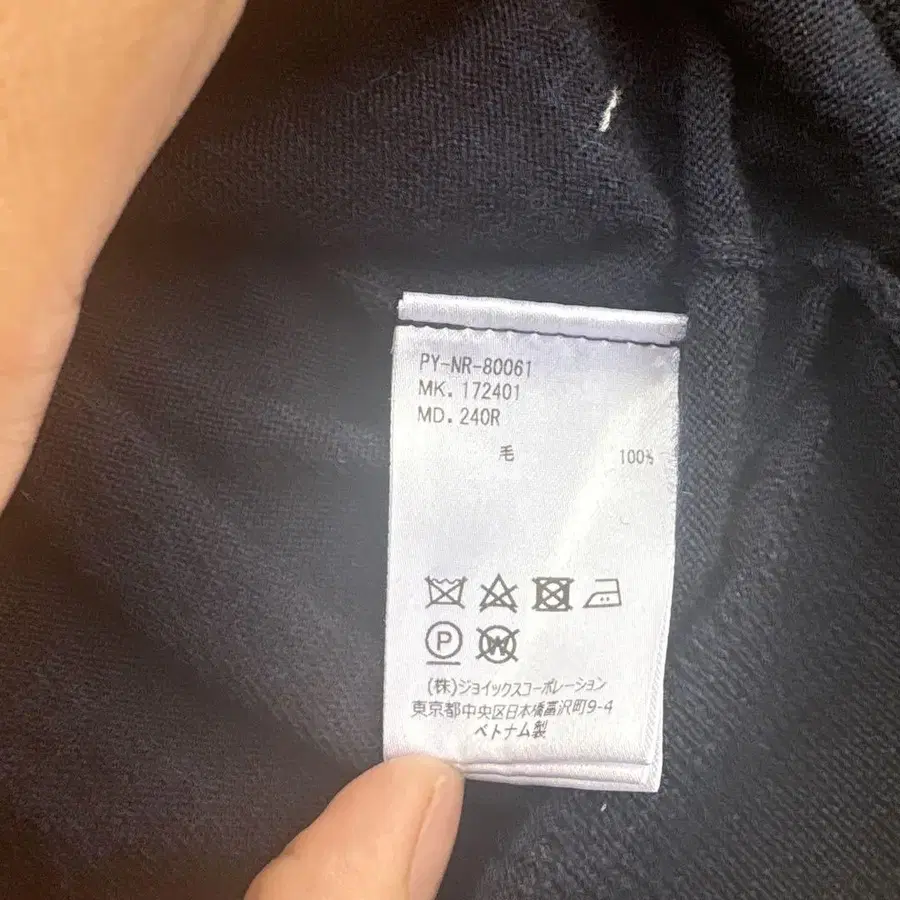 PY-NR-80061
MK. 172401
MD. 240R
毛 100%
P W
(株)ジョイックスコーポレーション
東京都中央区日本橋富沢町9-4
ベトナム製